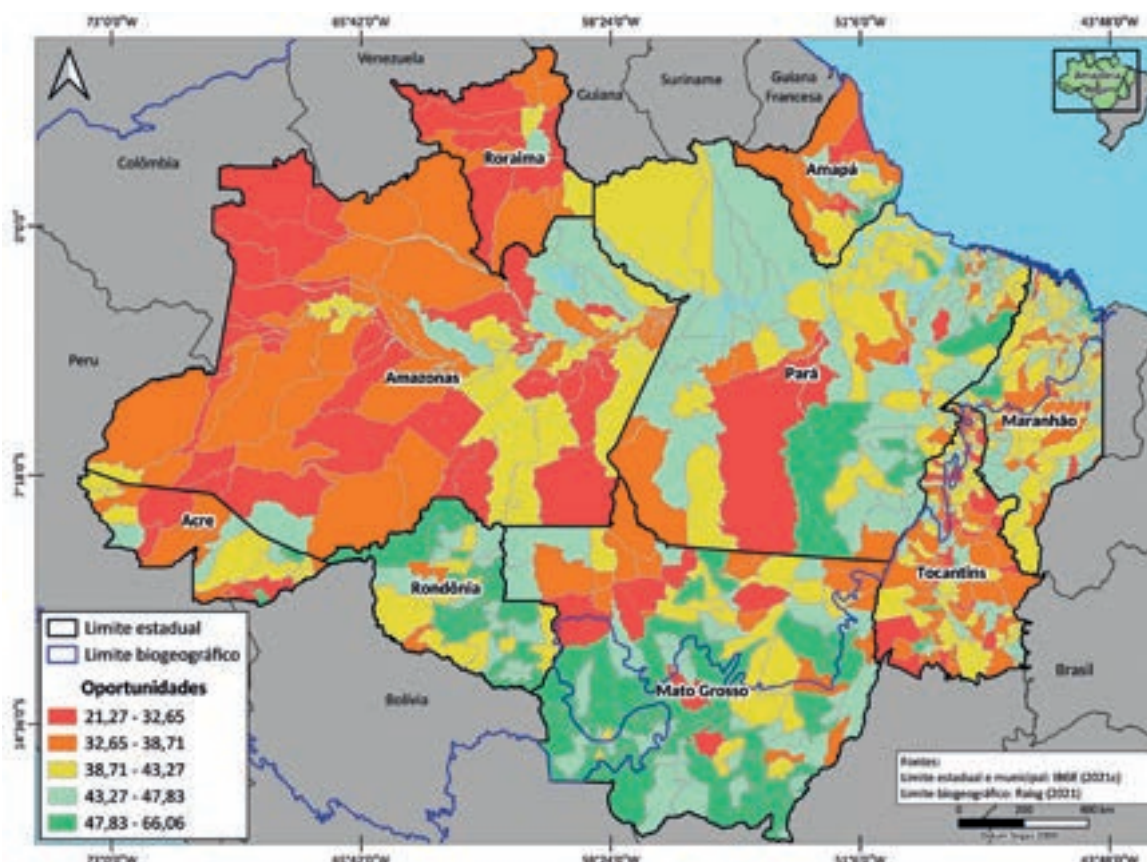 73°0'0"W 65°42'0"W 58°24'0"W 51°6'0"W 43°48'0"W
Venezuela
Guiana
Suriname
Guiana
Francesa
Amazônia
Colômbia
Roraima
Amapá
0°0'0"
Peru
Amazonas
Pará
Maranhão
Acre
Rondônia
Tocantins
Mato Grosso
Bolívia
Brasil
Limite estadual
Limite biogeográfico
Oportunidades
21,27 - 32,65
32,65 - 38,71
38,71 - 43,27
43,27 - 47,83
47,83 - 66,06
Fontes:
Limite estadual e municipal: IBGE (2021c)
Limite biogeográfico: Raisg (2021)
0 200 400 km
73°0'0"W 65°42'0"W 58°24'0"W 51°6'0"W 43°48'0"W